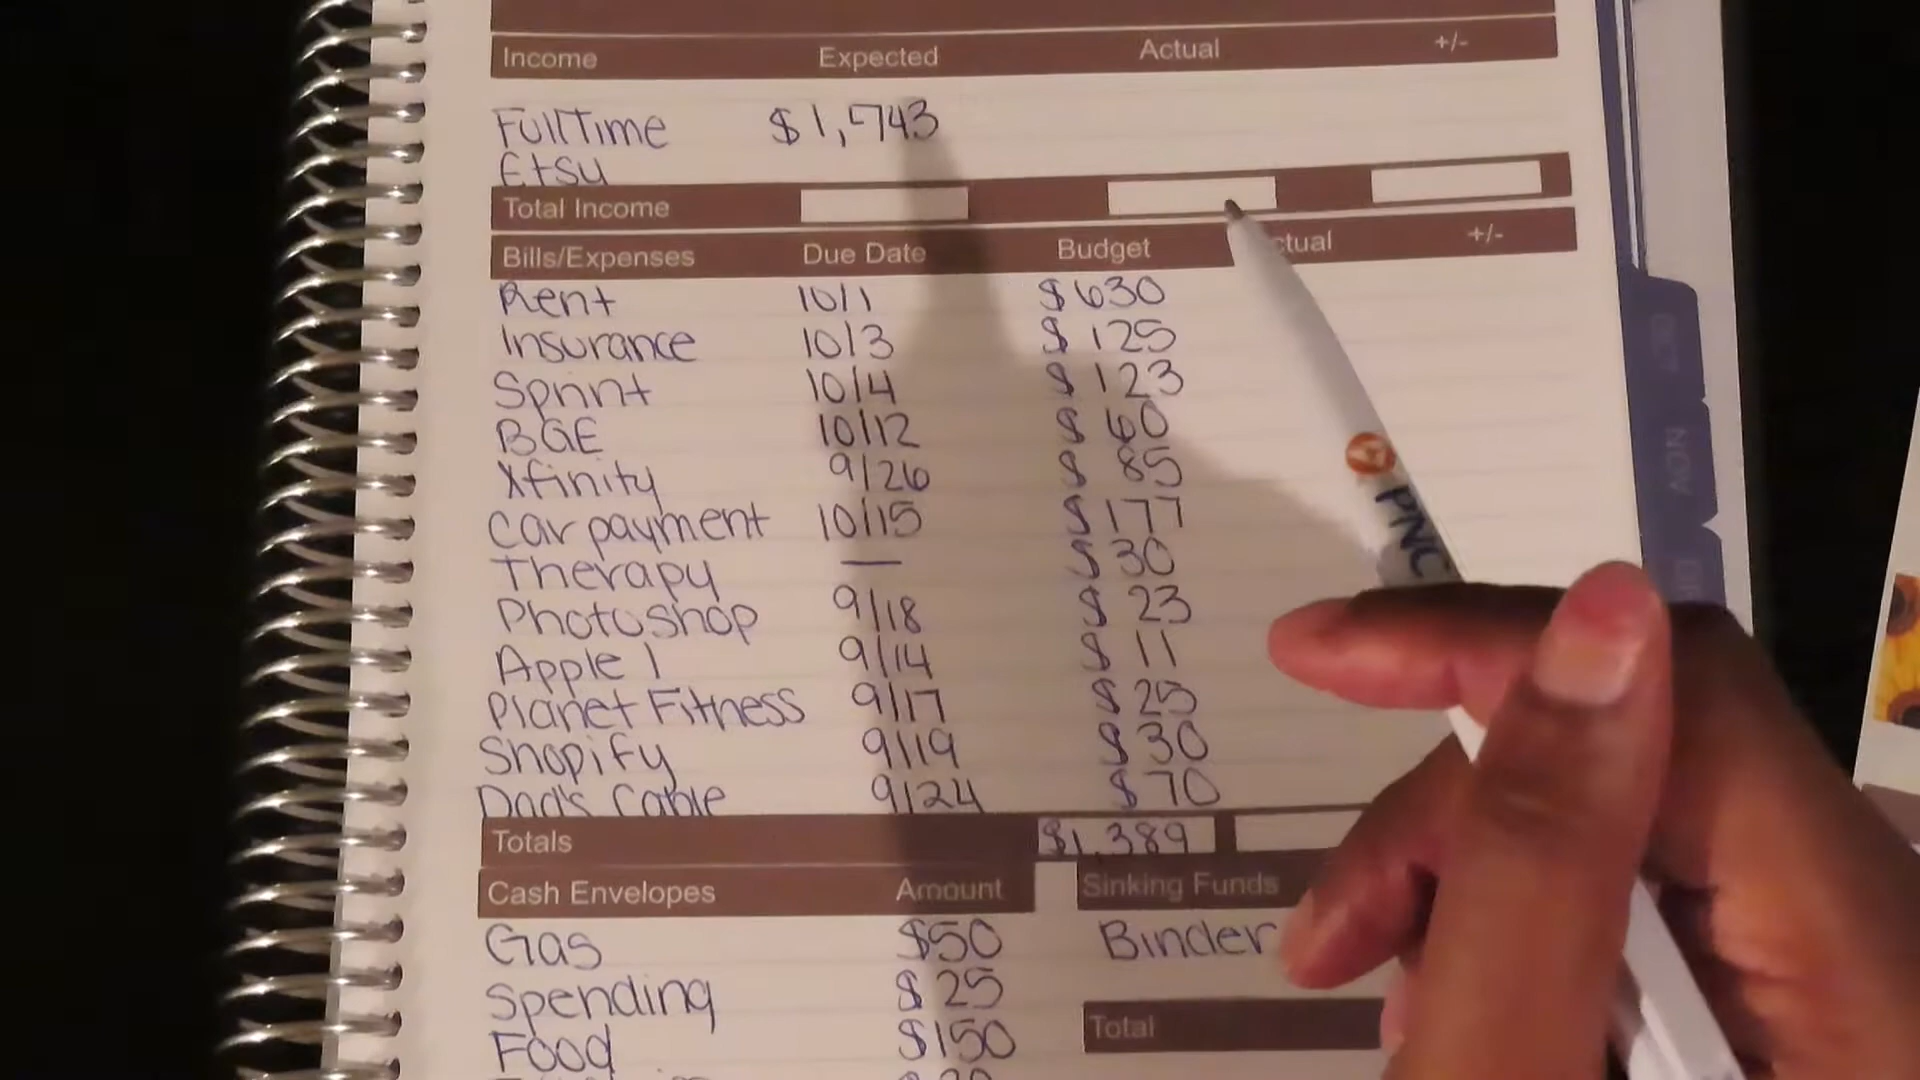 Income Expected Actual +/-
FullTime $1,743
Etsy
Total Income
Bills/Expenses Due Date Budget ctual +/-
Rent 10/1 $630
Insurance 10/3 $125
Sprint 10/4 $123
BGE 10/12 $60
Xfinity 9/26 $85
Car payment 10/15 $177
Therapy — $30
Photoshop 9/18 $23
Apple 1 9/14 $11
Planet Fitness 9/17 $25
Shopify 9/19 $30
Dad's Cable 9/24 $70
Totals $1,389
Cash Envelopes Amount Sinking Funds
Gas $50 Binder
Spending $25
Food $150 Total
PNC
OCT
NOV